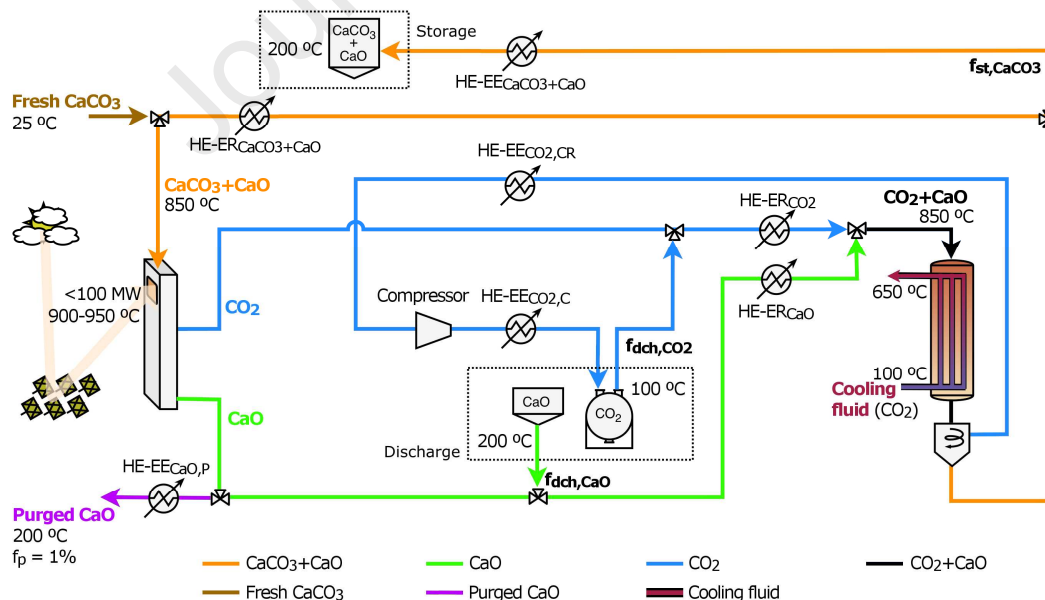 Jour
Storage
CaCO3
+
CaO
200 ºC
HE-EECaCO3+CaO
fst,CaCO3
Fresh CaCO3
25 ºC
HE-ERCaCO3+CaO
HE-EECO2,CR
CaCO3+CaO
850 ºC
HE-ERCO2
CO2+CaO
850 ºC
<100 MW
900-950 ºC
CO2
Compressor
HE-EECO2,C
HE-ERCaO
650 ºC
fdch,CO2
100 ºC
100 ºC
Cooling
fluid (CO2)
CaO
CaO
CO2
200 ºC
Discharge
HE-EECaO,P
fdch,CaO
Purged CaO
200 ºC
fp = 1%
CaCO3+CaO
CaO
CO2
CO2+CaO
Fresh CaCO3
Purged CaO
Cooling fluid